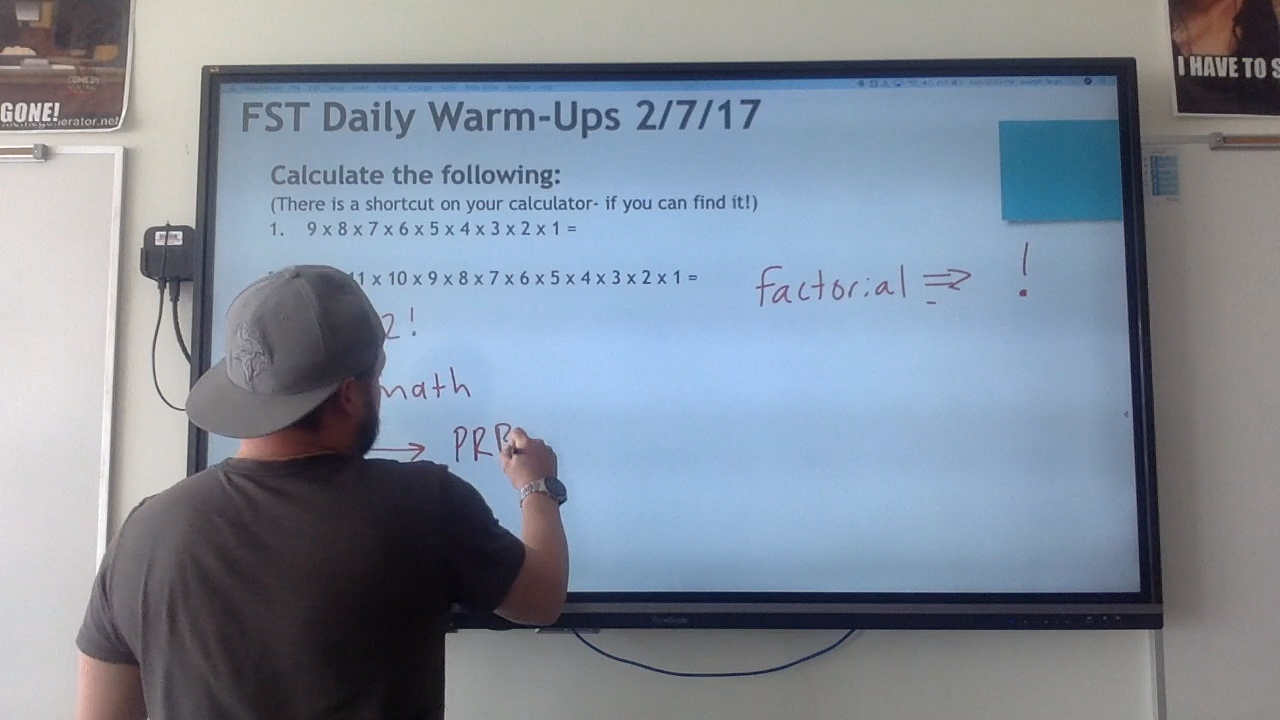 GONE!
I HAVE TO
FST Daily Warm-Ups 2/7/17
Calculate the following:
(There is a shortcut on your calculator- if you can find it!)
1. 9 x 8 x 7 x 6 x 5 x 4 x 3 x 2 x 1 =
11 x 10 x 9 x 8 x 7 x 6 x 5 x 4 x 3 x 2 x 1 =
factorial ⇒ !
2!
math
→ PRB